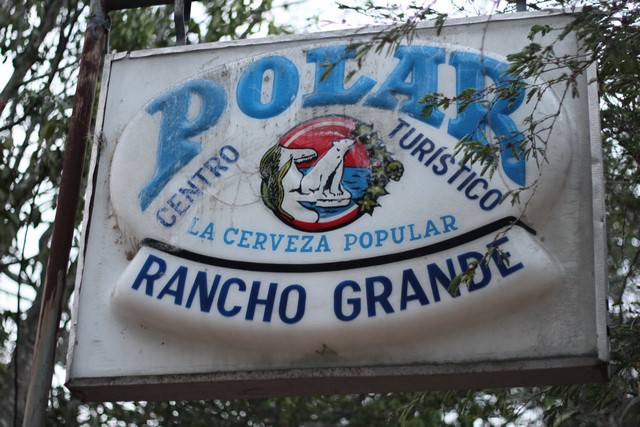 POLAR
CENTRO TURÍSTICO
LA CERVEZA POPULAR
RANCHO GRANDE